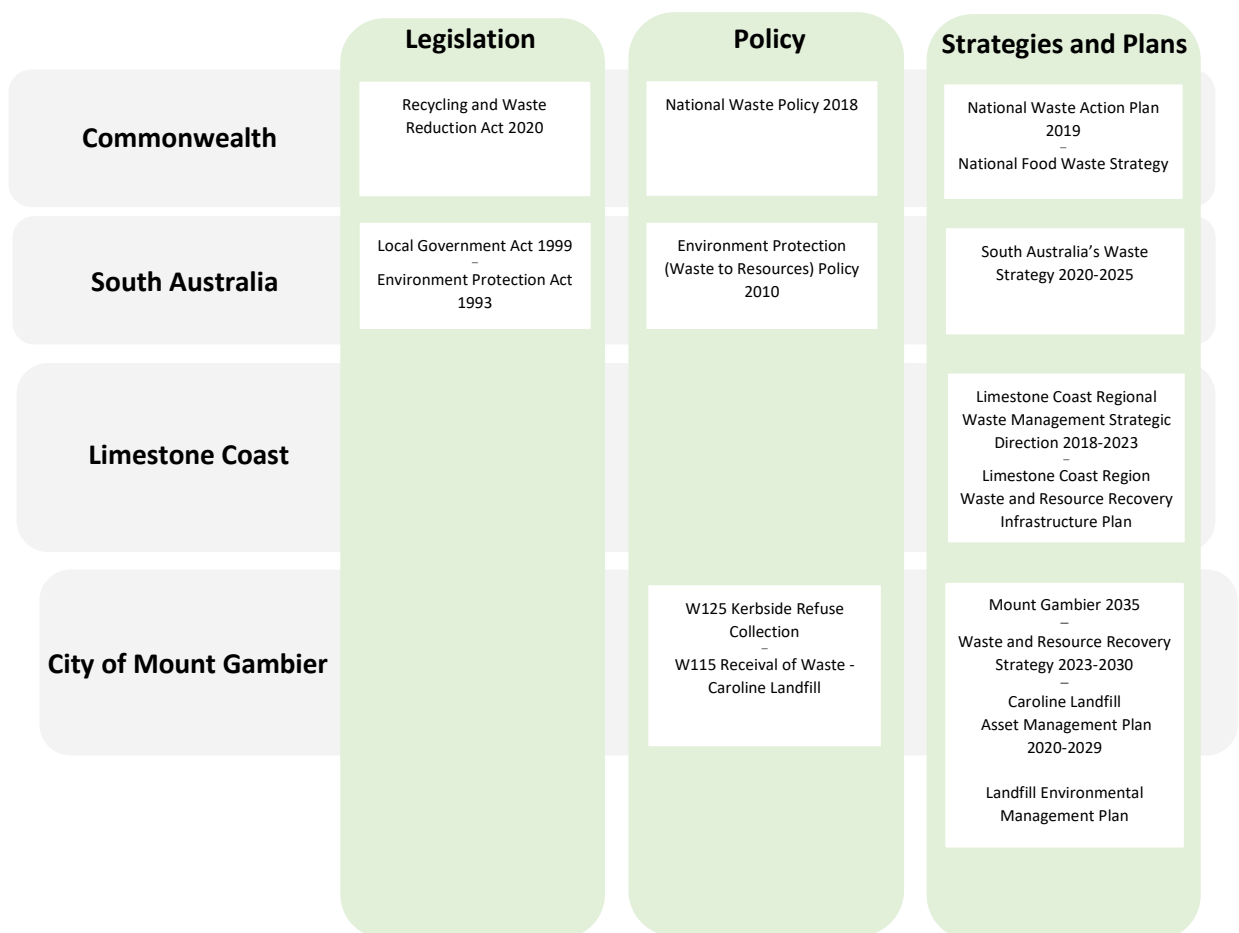 Legislation
Policy
Strategies and Plans
Commonwealth
Recycling and Waste
Reduction Act 2020
National Waste Policy 2018
National Waste Action Plan
2019
–
National Food Waste Strategy
South Australia
Local Government Act 1999
–
Environment Protection Act
1993
Environment Protection
(Waste to Resources) Policy
2010
South Australia’s Waste
Strategy 2020-2025
Limestone Coast
Limestone Coast Regional
Waste Management Strategic
Direction 2018-2023
–
Limestone Coast Region
Waste and Resource Recovery
Infrastructure Plan
City of Mount Gambier
W125 Kerbside Refuse
Collection
–
W115 Receival of Waste -
Caroline Landfill
Mount Gambier 2035
–
Waste and Resource Recovery
Strategy 2023-2030
–
Caroline Landfill
Asset Management Plan
2020-2029
Landfill Environmental
Management Plan